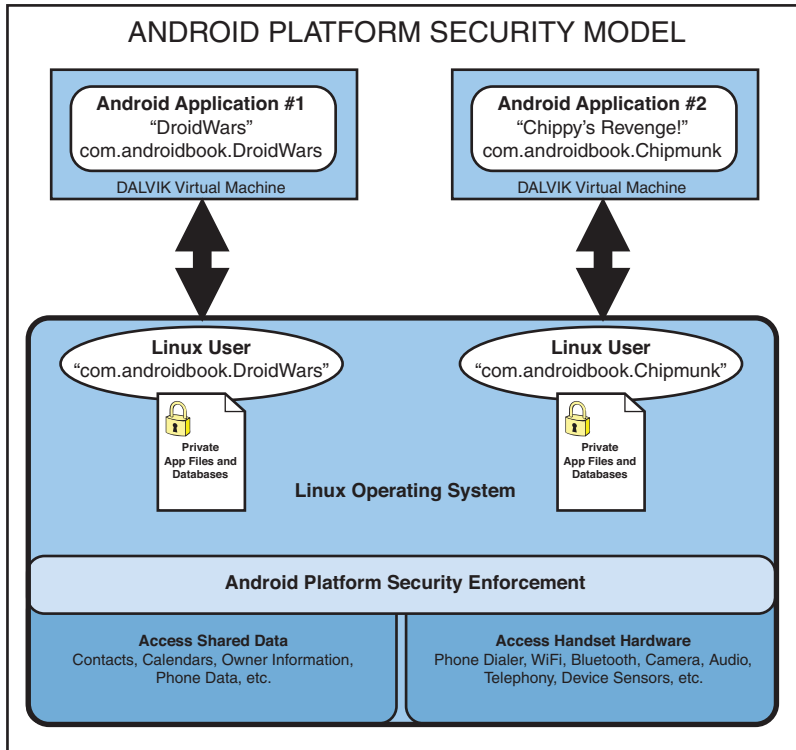 ANDROID PLATFORM SECURITY MODEL
Android Application #1
“DroidWars”
com.androidbook.DroidWars
DALVIK Virtual Machine
Android Application #2
“Chippy’s Revenge!”
com.androidbook.Chipmunk
DALVIK Virtual Machine
Linux User
“com.androidbook.DroidWars”
Private
App Files and
Databases
Linux User
“com.androidbook.Chipmunk”
Private
App Files and
Databases
Linux Operating System
Android Platform Security Enforcement
Access Shared Data
Contacts, Calendars, Owner Information,
Phone Data, etc.
Access Handset Hardware
Phone Dialer, WiFi, Bluetooth, Camera, Audio,
Telephony, Device Sensors, etc.